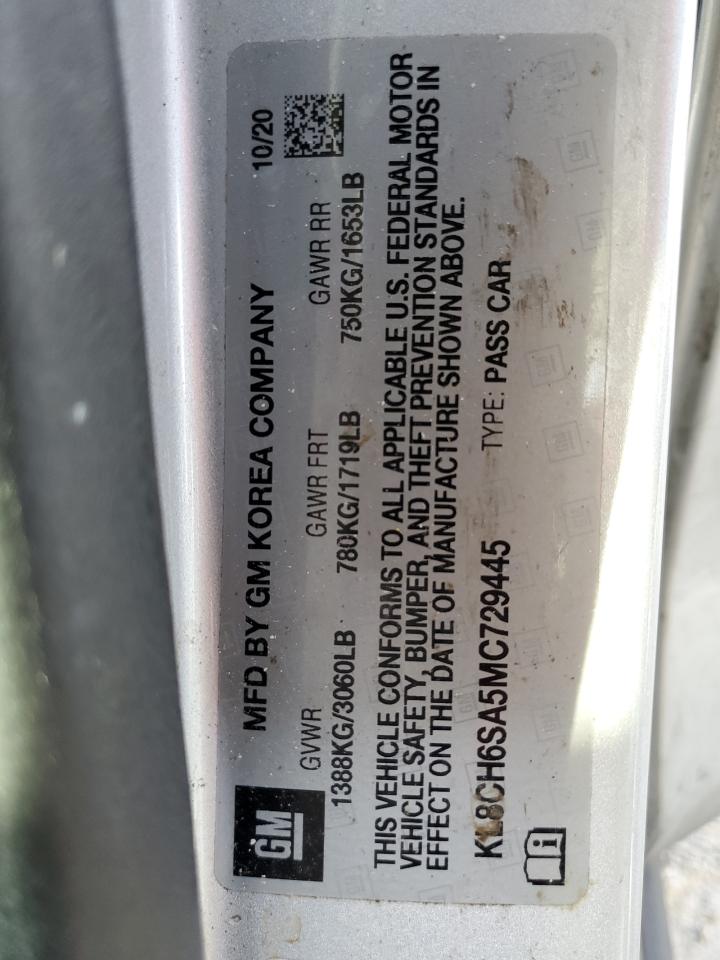 GM
MFD BY GM KOREA COMPANY 10/20
GVWR GAWR FRT GAWR RR
1388KG/3060LB 780KG/1719LB 750KG/1653LB
THIS VEHICLE CONFORMS TO ALL APPLICABLE U.S. FEDERAL MOTOR
VEHICLE SAFETY, BUMPER, AND THEFT PREVENTION STANDARDS IN
EFFECT ON THE DATE OF MANUFACTURE SHOWN ABOVE.
KL8CH6SA5MC729445 TYPE: PASS CAR